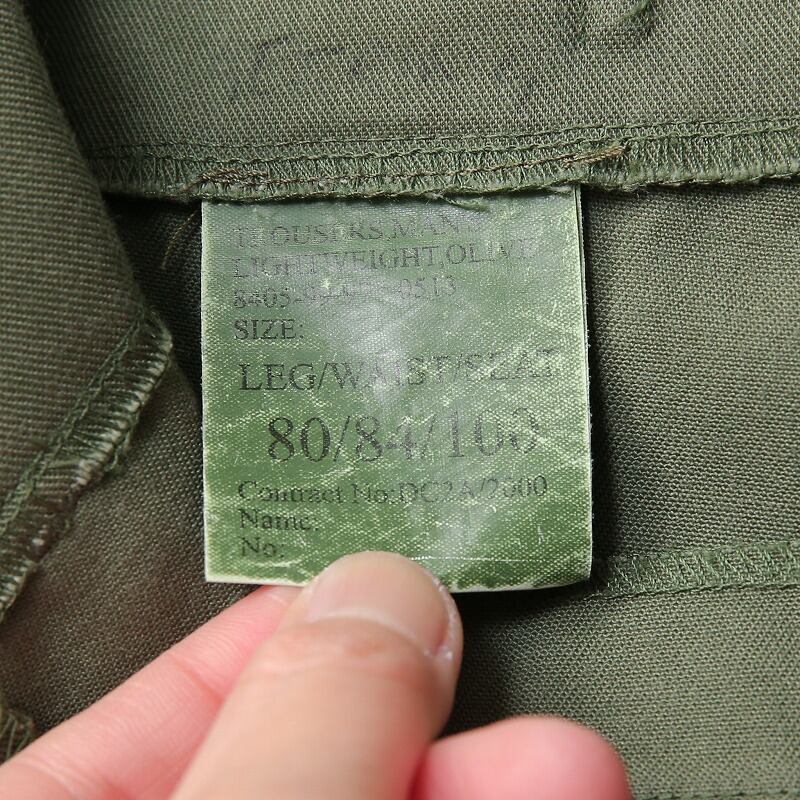 TROUSERS,MAN'S
LIGHTWEIGHT,OLIVE
SIZE:
LEG/WAIST/SEAT
80/84/100
Contract No:DC2A/2000
Name:
No: